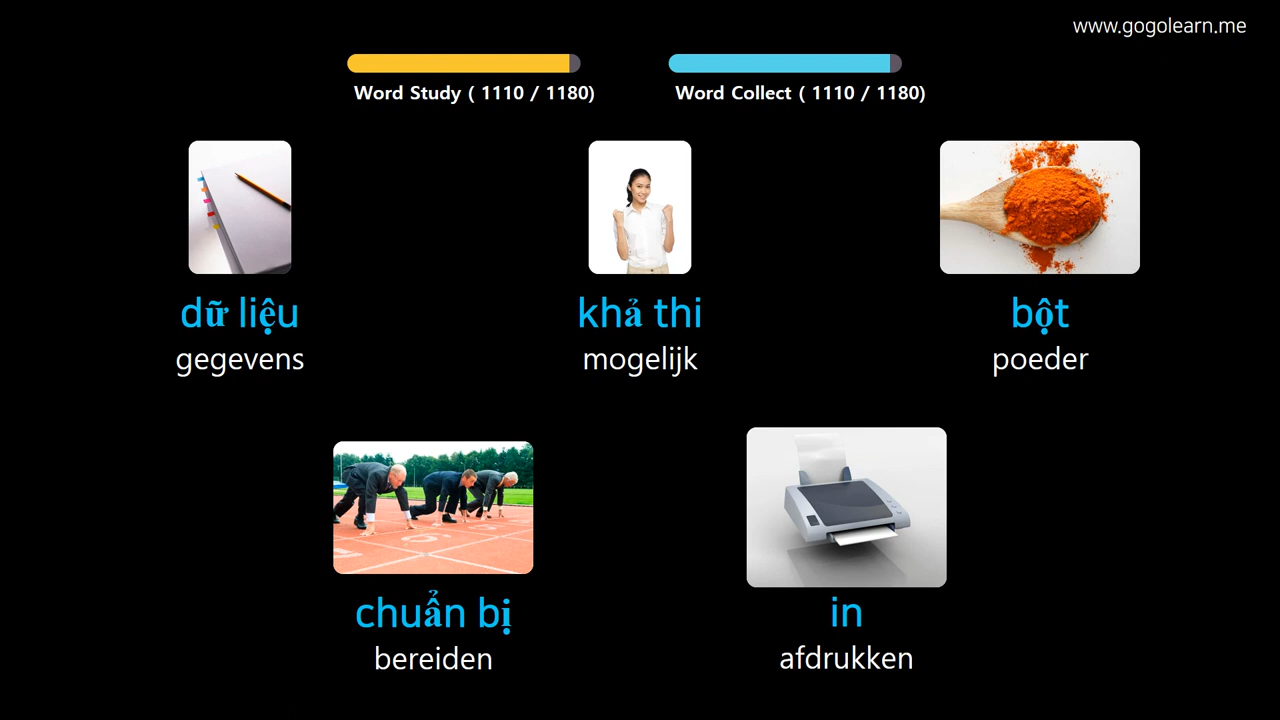 www.gogolearn.me
Word Study ( 1110 / 1180)
Word Collect ( 1110 / 1180)
dữ liệu
gegevens
khả thi
mogelijk
bột
poeder
chuẩn bị
bereiden
in
afdrukken